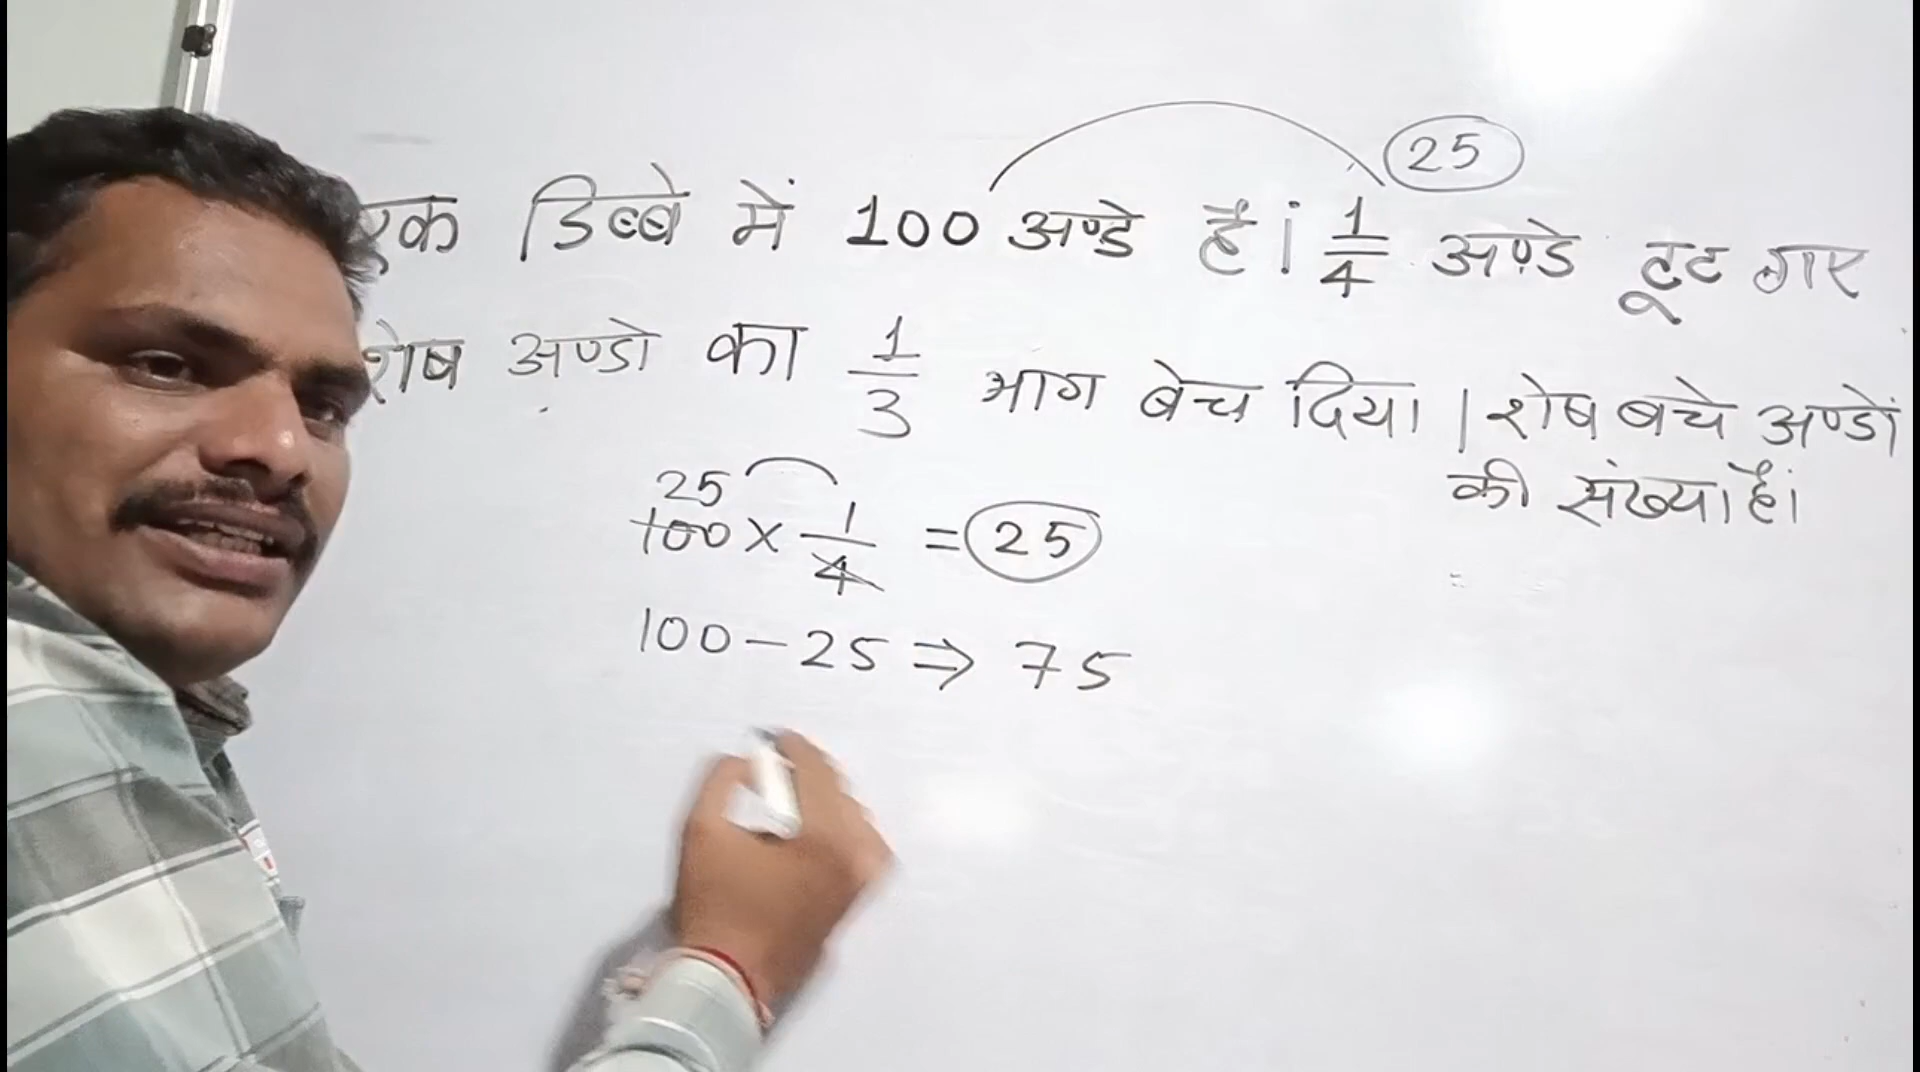 25
एक डिब्बे में 100 अण्डे हैं। 1/4 अण्डे टूट गए
शेष अण्डो का 1/3 भाग बेच दिया। शेष बचे अण्डों
की संख्या है।
25
100 × 1/4 = 25
100 - 25 ⇒ 75